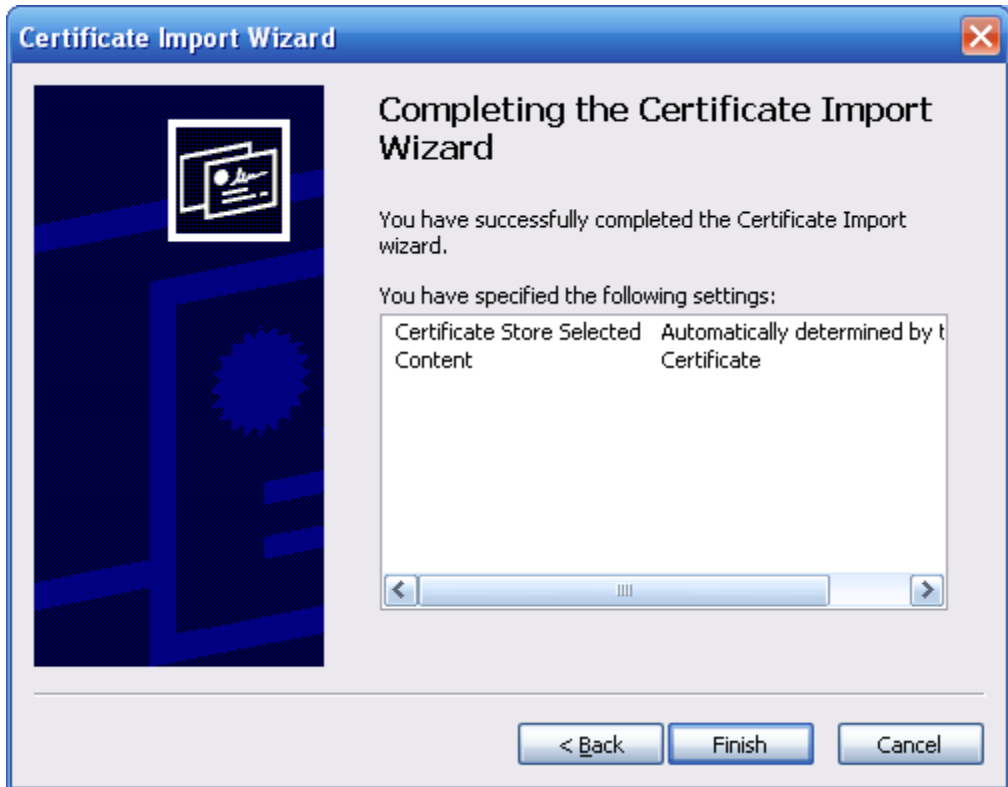 Certificate Import Wizard
Completing the Certificate Import
Wizard
You have successfully completed the Certificate Import
wizard.
You have specified the following settings:
Certificate Store Selected Automatically determined by t
Content Certificate
< Back Finish Cancel